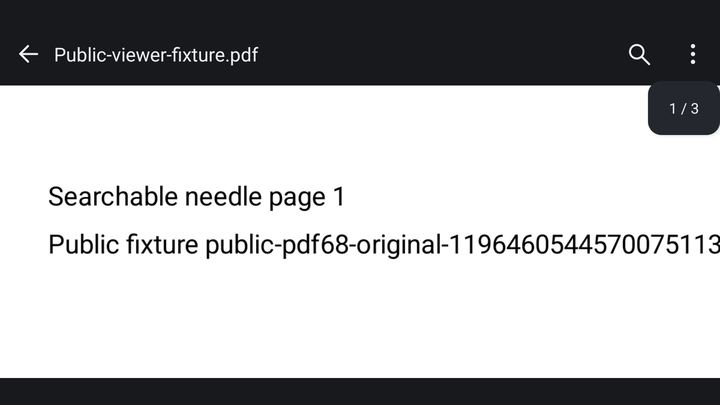 Public-viewer-fixture.pdf
1 / 3
Searchable needle page 1
Public fixture public-pdf68-original-1196460544570075113